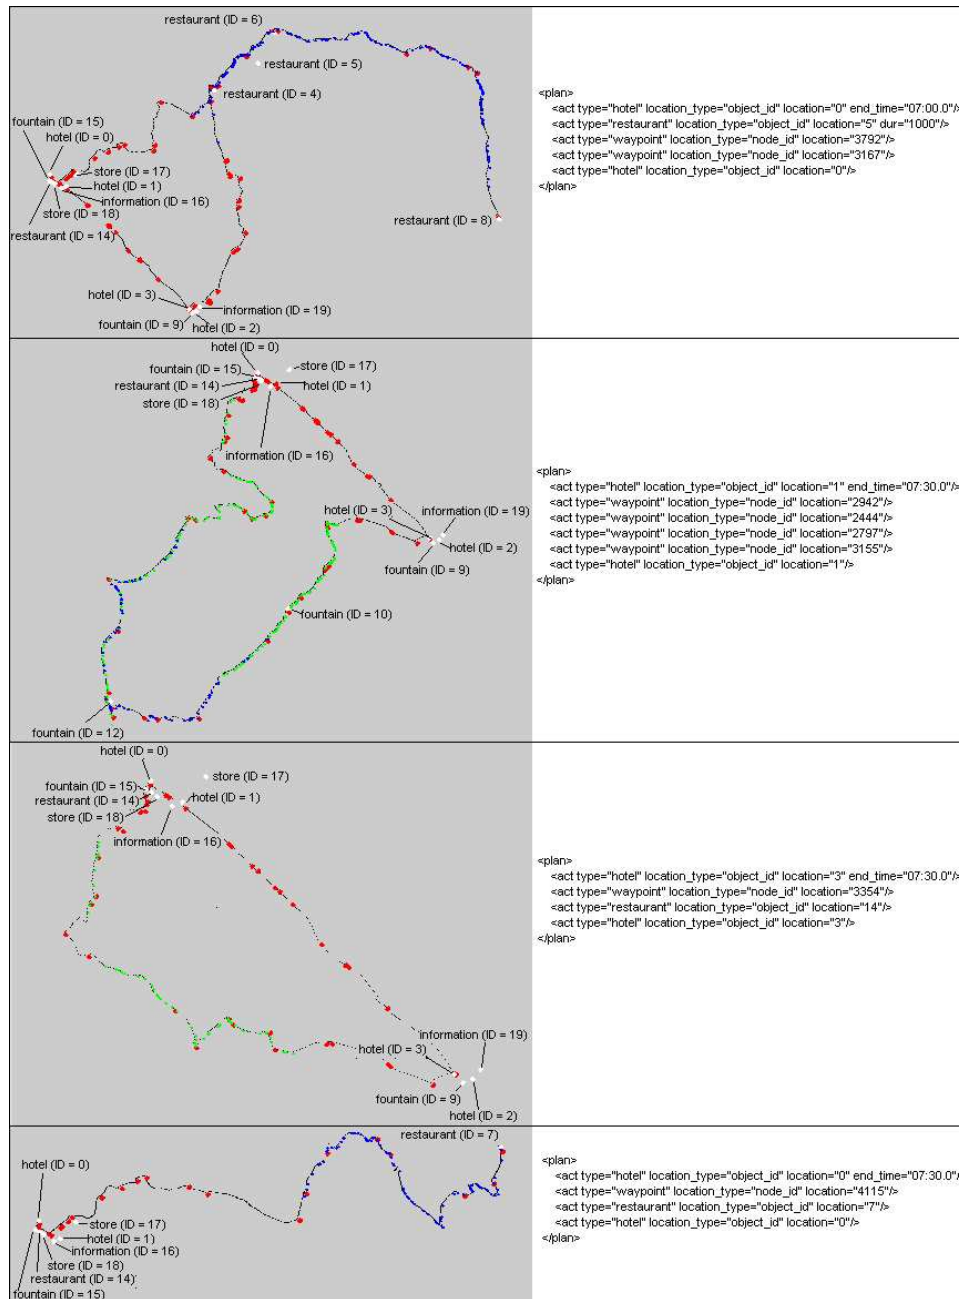 restaurant (ID = 6)
restaurant (ID = 5)
restaurant (ID = 4)
fountain (ID = 15)
hotel (ID = 0)
store (ID = 17)
hotel (ID = 1)
information (ID = 16)
store (ID = 18)
restaurant (ID = 14)
restaurant (ID = 8)
hotel (ID = 3)
information (ID = 19)
fountain (ID = 9)
hotel (ID = 2)
<plan>
<act type="hotel" location_type="object_id" location="0" end_time="07:00.0"/>
<act type="restaurant" location_type="object_id" location="5" dur="1000"/>
<act type="waypoint" location_type="node_id" location="3792"/>
<act type="waypoint" location_type="node_id" location="3167"/>
<act type="hotel" location_type="object_id" location="0"/>
</plan>
hotel (ID = 0)
fountain (ID = 15)
store (ID = 17)
restaurant (ID = 14)
hotel (ID = 1)
store (ID = 18)
information (ID = 16)
hotel (ID = 3)
information (ID = 19)
hotel (ID = 2)
fountain (ID = 9)
fountain (ID = 10)
fountain (ID = 12)
<plan>
<act type="hotel" location_type="object_id" location="1" end_time="07:30.0"/>
<act type="waypoint" location_type="node_id" location="2942"/>
<act type="waypoint" location_type="node_id" location="2444"/>
<act type="waypoint" location_type="node_id" location="2797"/>
<act type="waypoint" location_type="node_id" location="3155"/>
<act type="hotel" location_type="object_id" location="1"/>
</plan>
hotel (ID = 0)
store (ID = 17)
fountain (ID = 15)
restaurant (ID = 14)
hotel (ID = 1)
store (ID = 18)
information (ID = 16)
information (ID = 19)
hotel (ID = 3)
fountain (ID = 9)
hotel (ID = 2)
<plan>
<act type="hotel" location_type="object_id" location="3" end_time="07:30.0"/>
<act type="waypoint" location_type="node_id" location="3354"/>
<act type="restaurant" location_type="object_id" location="14"/>
<act type="hotel" location_type="object_id" location="3"/>
</plan>
restaurant (ID = 7)
hotel (ID = 0)
store (ID = 17)
hotel (ID = 1)
information (ID = 16)
store (ID = 18)
restaurant (ID = 14)
fountain (ID = 15)
<plan>
<act type="hotel" location_type="object_id" location="0" end_time="07:30.0"/
<act type="waypoint" location_type="node_id" location="4115"/>
<act type="restaurant" location_type="object_id" location="7"/>
<act type="hotel" location_type="object_id" location="0"/>
</plan>